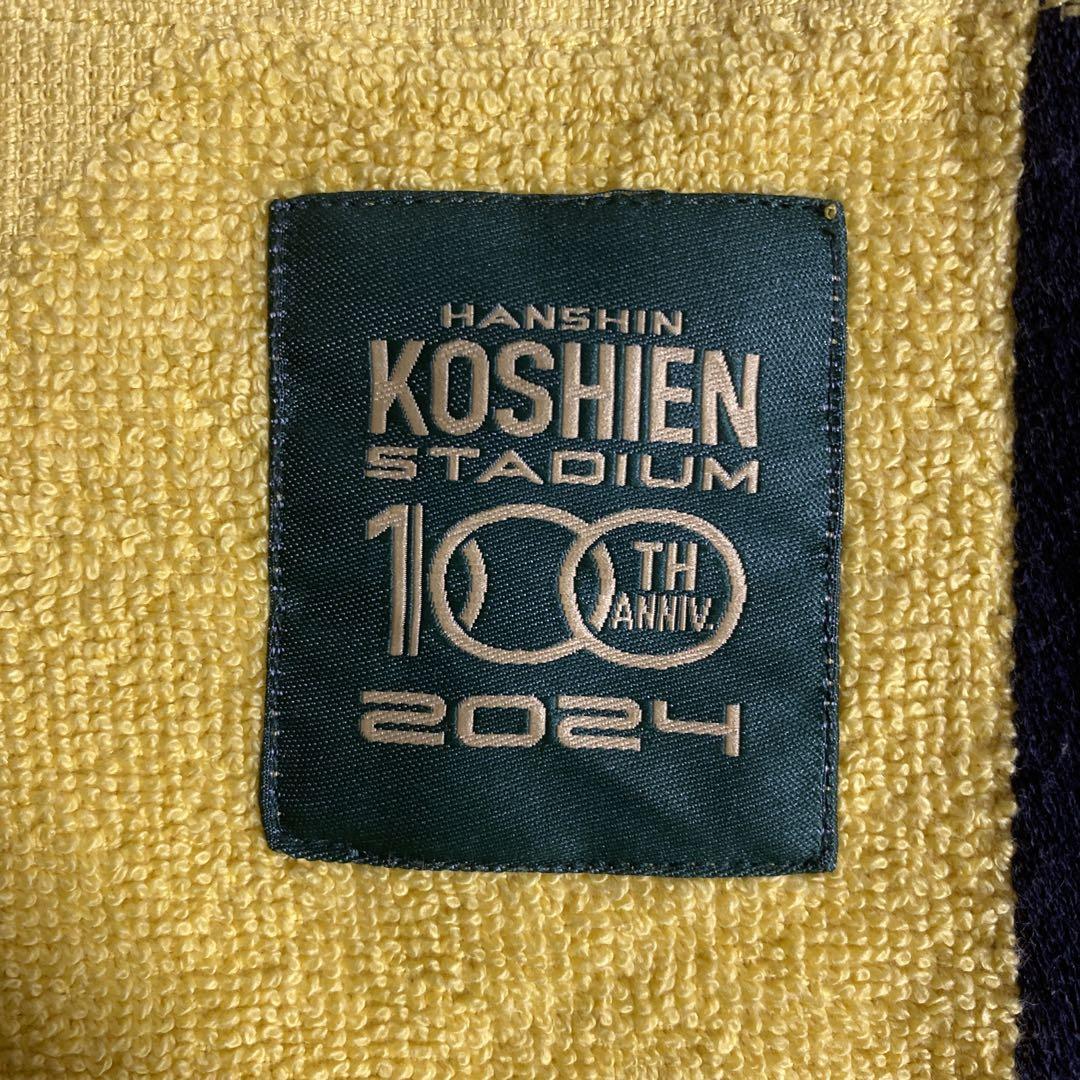 HANSHIN
KOSHIEN
STADIUM
100TH
ANNIV.
2024